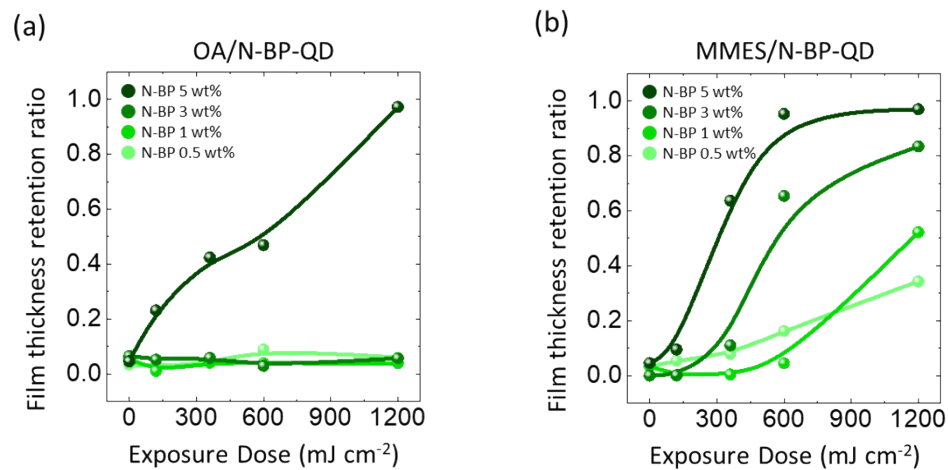 (a)
OA/N-BP-QD
N-BP 5 wt%
N-BP 3 wt%
N-BP 1 wt%
N-BP 0.5 wt%
1.0
0.8
0.6
0.4
0.2
0.0
Film thickness retention ratio
0 300 600 900 1200
Exposure Dose (mJ cm-2)
(b)
MMES/N-BP-QD
N-BP 5 wt%
N-BP 3 wt%
N-BP 1 wt%
N-BP 0.5 wt%
1.0
0.8
0.6
0.4
0.2
0.0
Film thickness retention ratio
0 300 600 900 1200
Exposure Dose (mJ cm-2)